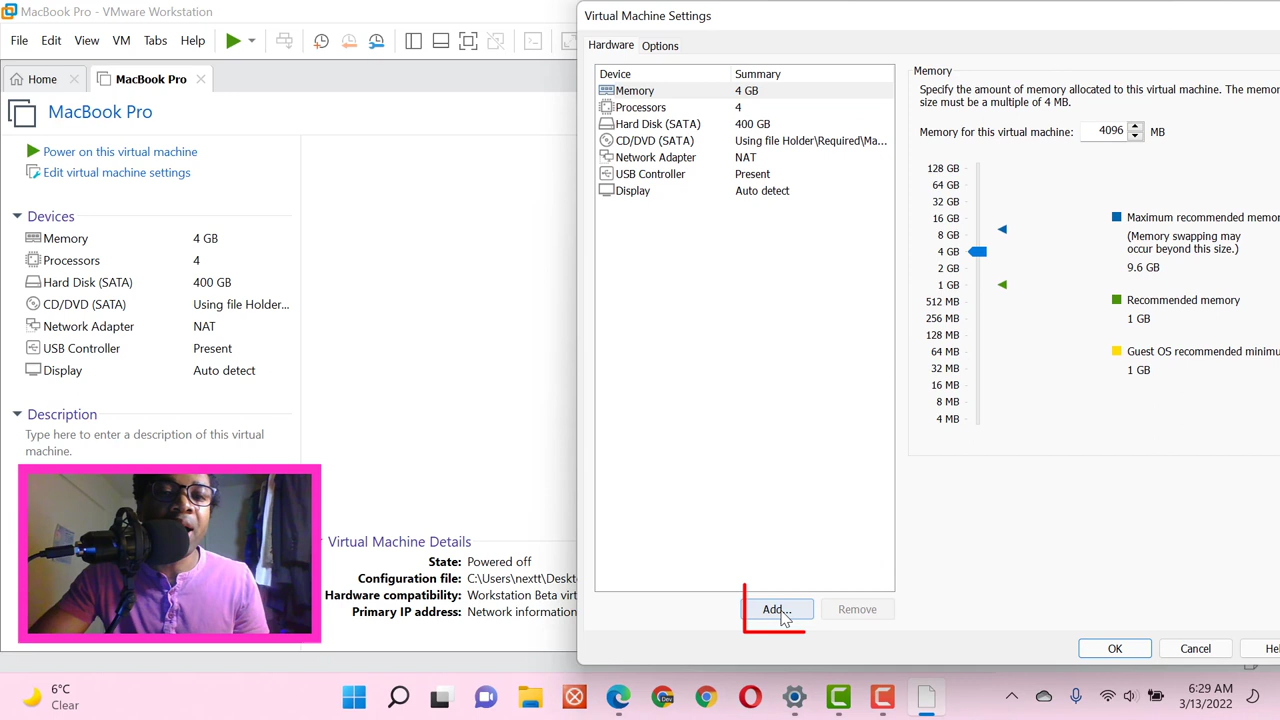 MacBook Pro - VMware Workstation
File Edit View VM Tabs Help
Home
MacBook Pro
MacBook Pro
Power on this virtual machine
Edit virtual machine settings
Devices
Memory 4 GB
Processors 4
Hard Disk (SATA) 400 GB
CD/DVD (SATA) Using file Holder...
Network Adapter NAT
USB Controller Present
Display Auto detect
Description
Type here to enter a description of this virtual
machine.
Virtual Machine Details
State: Powered off
Configuration file: C:\Users\nextt\Deskt
Hardware compatibility: Workstation Beta virt
Primary IP address: Network information
Virtual Machine Settings
Hardware Options
Device Summary
Memory 4 GB
Processors 4
Hard Disk (SATA) 400 GB
CD/DVD (SATA) Using file Holder\Required\Ma...
Network Adapter NAT
USB Controller Present
Display Auto detect
Add... Remove
Memory
Specify the amount of memory allocated to this virtual machine. The memor
size must be a multiple of 4 MB.
Memory for this virtual machine: 4096 MB
128 GB
64 GB
32 GB
16 GB
8 GB
4 GB
2 GB
1 GB
512 MB
256 MB
128 MB
64 MB
32 MB
16 MB
8 MB
4 MB
Maximum recommended memor
(Memory swapping may
occur beyond this size.)
9.6 GB
Recommended memory
1 GB
Guest OS recommended minimu
1 GB
OK Cancel Hel
6°C
Clear
Dev
6:29 AM
3/13/2022